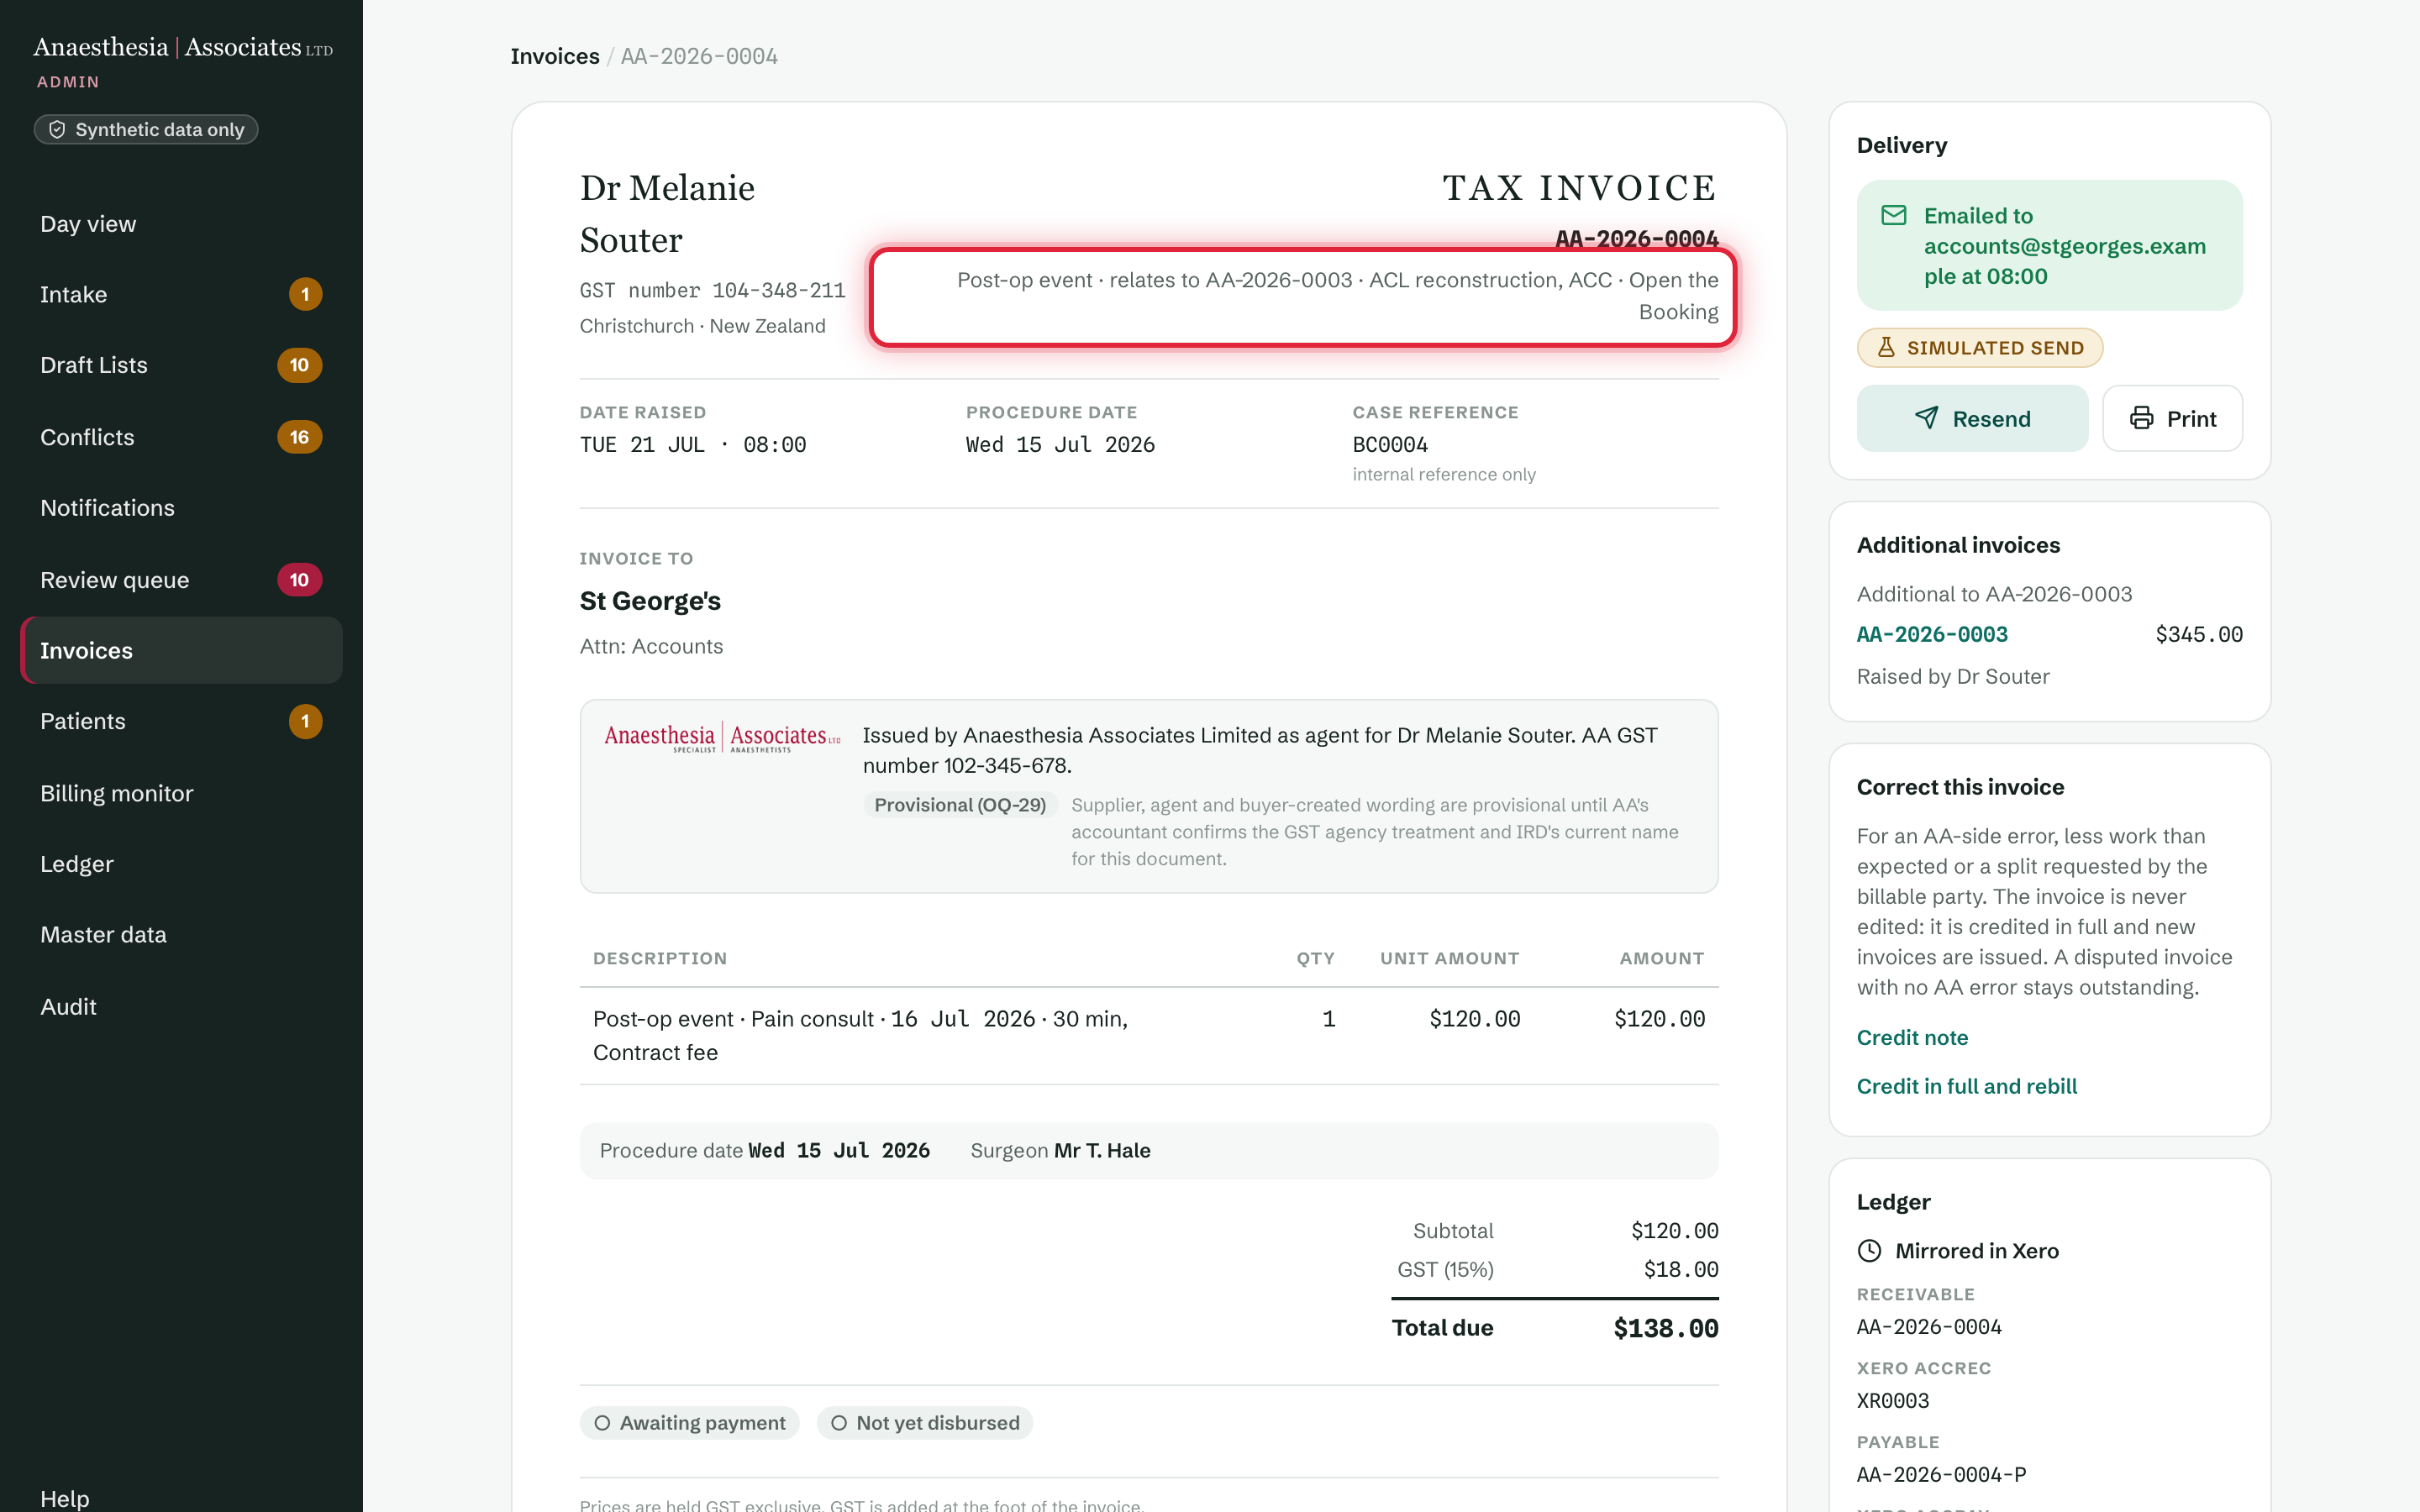 Anaesthesia | Associates LTD
ADMIN
Synthetic data only
Day view
Intake 1
Draft Lists 10
Conflicts 16
Notifications
Review queue 10
Invoices
Patients 1
Billing monitor
Ledger
Master data
Audit
Help
Invoices / AA-2026-0004
Dr Melanie
Souter
GST number 104-348-211
Christchurch · New Zealand
TAX INVOICE
AA-2026-0004
Post-op event · relates to AA-2026-0003 · ACL reconstruction, ACC · Open the
Booking
DATE RAISED PROCEDURE DATE CASE REFERENCE
TUE 21 JUL · 08:00 Wed 15 Jul 2026 BC0004
internal reference only
INVOICE TO
St George's
Attn: Accounts
Anaesthesia | Associates LTD
SPECIALIST ANAESTHETISTS
Issued by Anaesthesia Associates Limited as agent for Dr Melanie Souter. AA GST
number 102-345-678.
Provisional (OQ-29) Supplier, agent and buyer-created wording are provisional until AA's
accountant confirms the GST agency treatment and IRD's current name
for this document.
DESCRIPTION QTY UNIT AMOUNT AMOUNT
Post-op event · Pain consult · 16 Jul 2026 · 30 min, 1 $120.00 $120.00
Contract fee
Procedure date Wed 15 Jul 2026 Surgeon Mr T. Hale
Subtotal $120.00
GST (15%) $18.00
Total due $138.00
Awaiting payment Not yet disbursed
Prices are held GST exclusive. GST is added at the foot of the invoice.
Delivery
Emailed to
accounts@stgeorges.exam
ple at 08:00
SIMULATED SEND
Resend Print
Additional invoices
Additional to AA-2026-0003
AA-2026-0003 $345.00
Raised by Dr Souter
Correct this invoice
For an AA-side error, less work than
expected or a split requested by the
billable party. The invoice is never
edited: it is credited in full and new
invoices are issued. A disputed invoice
with no AA error stays outstanding.
Credit note
Credit in full and rebill
Ledger
Mirrored in Xero
RECEIVABLE
AA-2026-0004
XERO ACCREC
XR0003
PAYABLE
AA-2026-0004-P